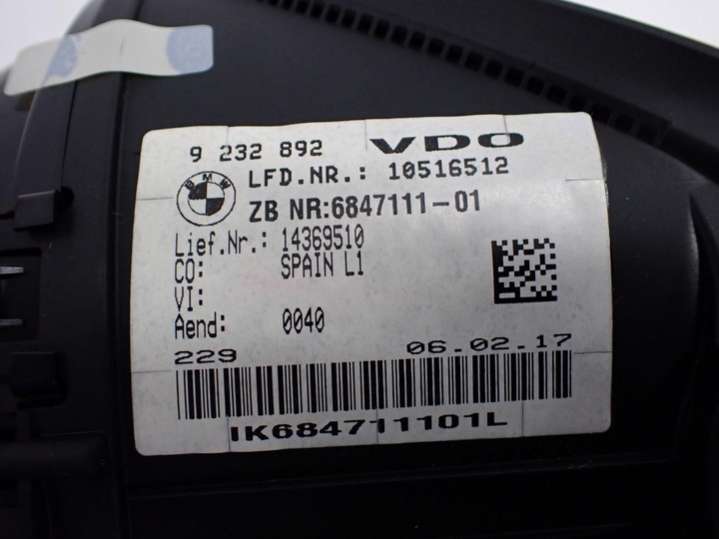 9 232 892 VDO
BMW
LFD.NR.: 10516512
ZB NR:6847111-01
Lief.Nr.: 14369510
CO: SPAIN L1
VI:
Aend: 0040
229 06.02.17
IK684711101L